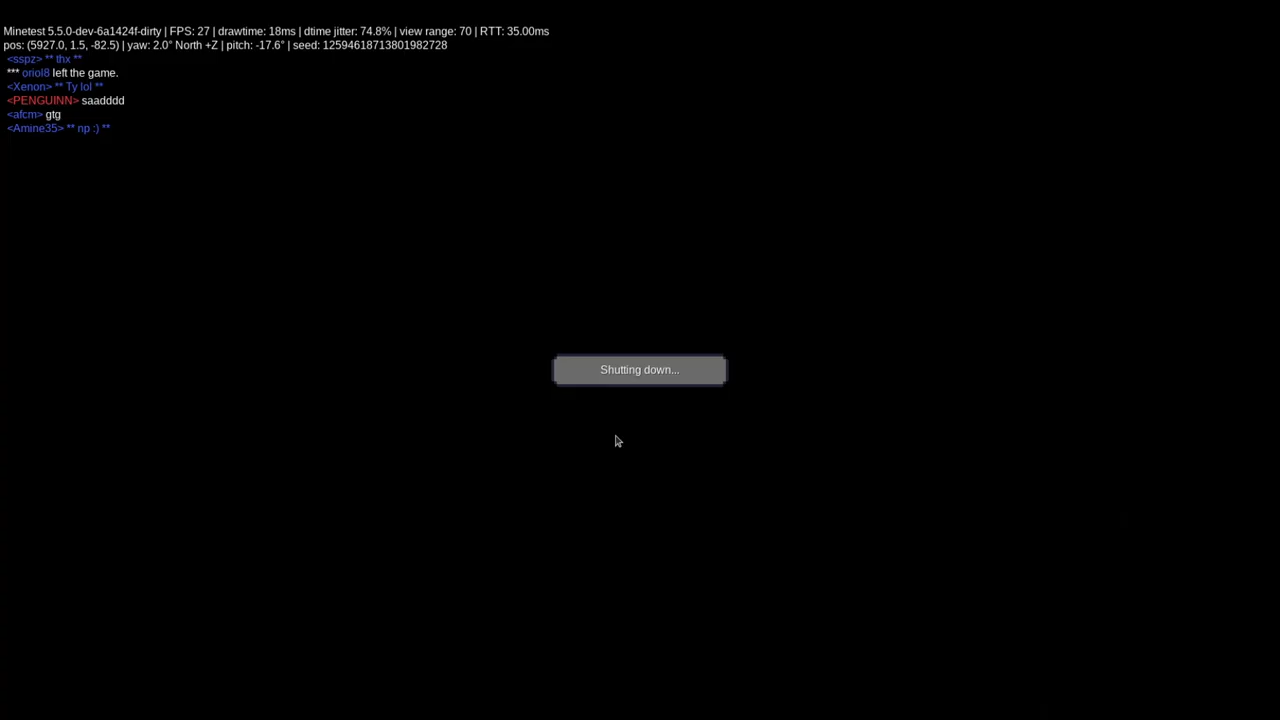 Minetest 5.5.0-dev-6a1424f-dirty | FPS: 27 | drawtime: 18ms | dtime jitter: 74.8% | view range: 70 | RTT: 35.00ms
pos: (5927.0, 1.5, -82.5) | yaw: 2.0° North +Z | pitch: -17.6° | seed: 12594618713801982728
<sspz> ** thx **
*** oriol8 left the game.
<Xenon> ** Ty lol **
<PENGUINN> saadddd
<afcm> gtg
<Amine35> ** np :) **
Shutting down...